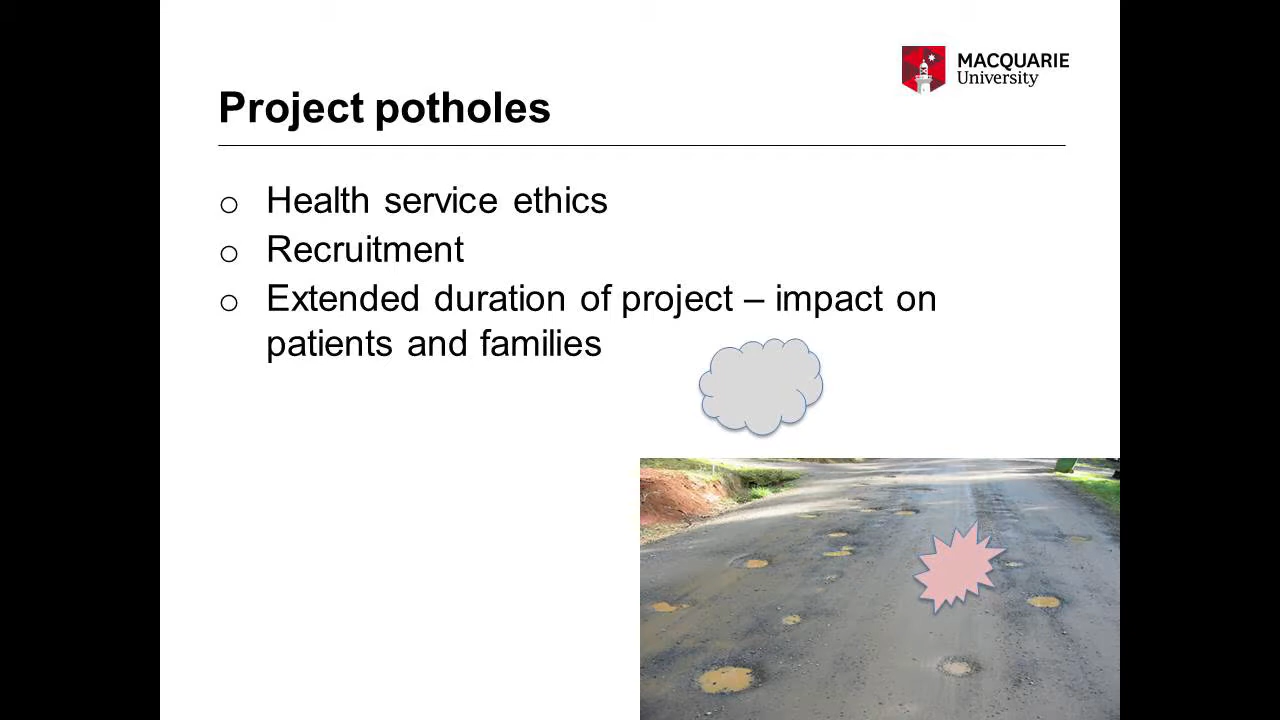 MACQUARIE
University
Project potholes
o Health service ethics
o Recruitment
o Extended duration of project – impact on
patients and families